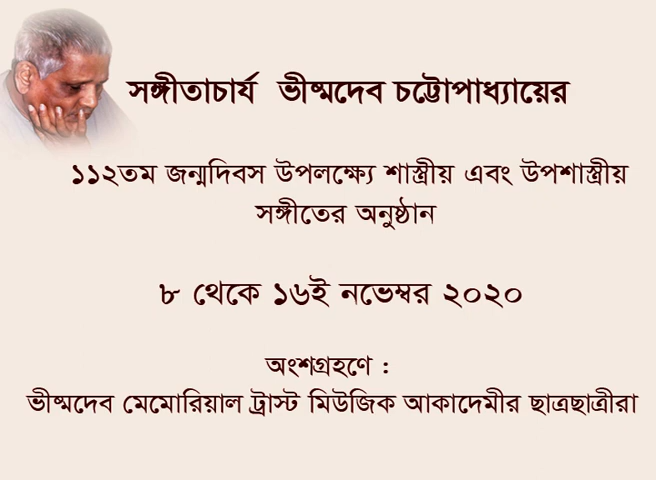 সঙ্গীতাচার্য ভীষ্মদেব চট্টোপাধ্যায়ের
১১২তম জন্মদিবস উপলক্ষ্যে শাস্ত্রীয় এবং উপশাস্ত্রীয়
সঙ্গীতের অনুষ্ঠান
৮ থেকে ১৬ই নভেম্বর ২০২০
অংশগ্রহণে :
ভীষ্মদেব মেমোরিয়াল ট্রাস্ট মিউজিক আকাদেমীর ছাত্রছাত্রীরা